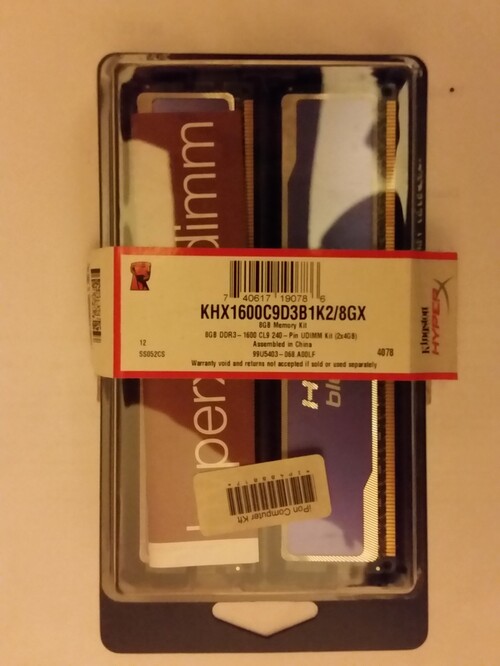 dimm
7 40617 19078 6
KHX1600C9D3B1K2/8GX
8GB Memory Kit
8GB DDR3-1600 CL9 240-Pin UDIMM Kit (2x4GB)
Assembled in China
12
SS052CS
99U5403-068.A00LF
4078
Warranty void and returns not accepted if sold or used separately
Kingston
HYPERX
perx
H
blu
iPon Computer Kft